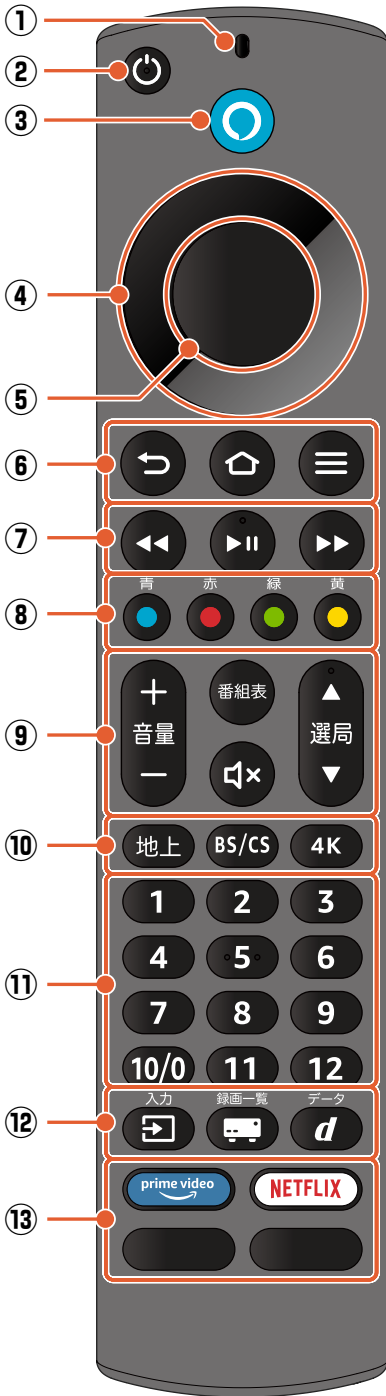 ①
②
③
④
⑤
⑥
⑦
青 赤 緑 黄
⑧
番組表
音量 選局
⑨
⑩ 地上 BS/CS 4K
1 2 3
4 5 6
⑪
7 8 9
10/0 11 12
入力 録画一覧 データ
⑫ d
prime video NETFLIX
⑬